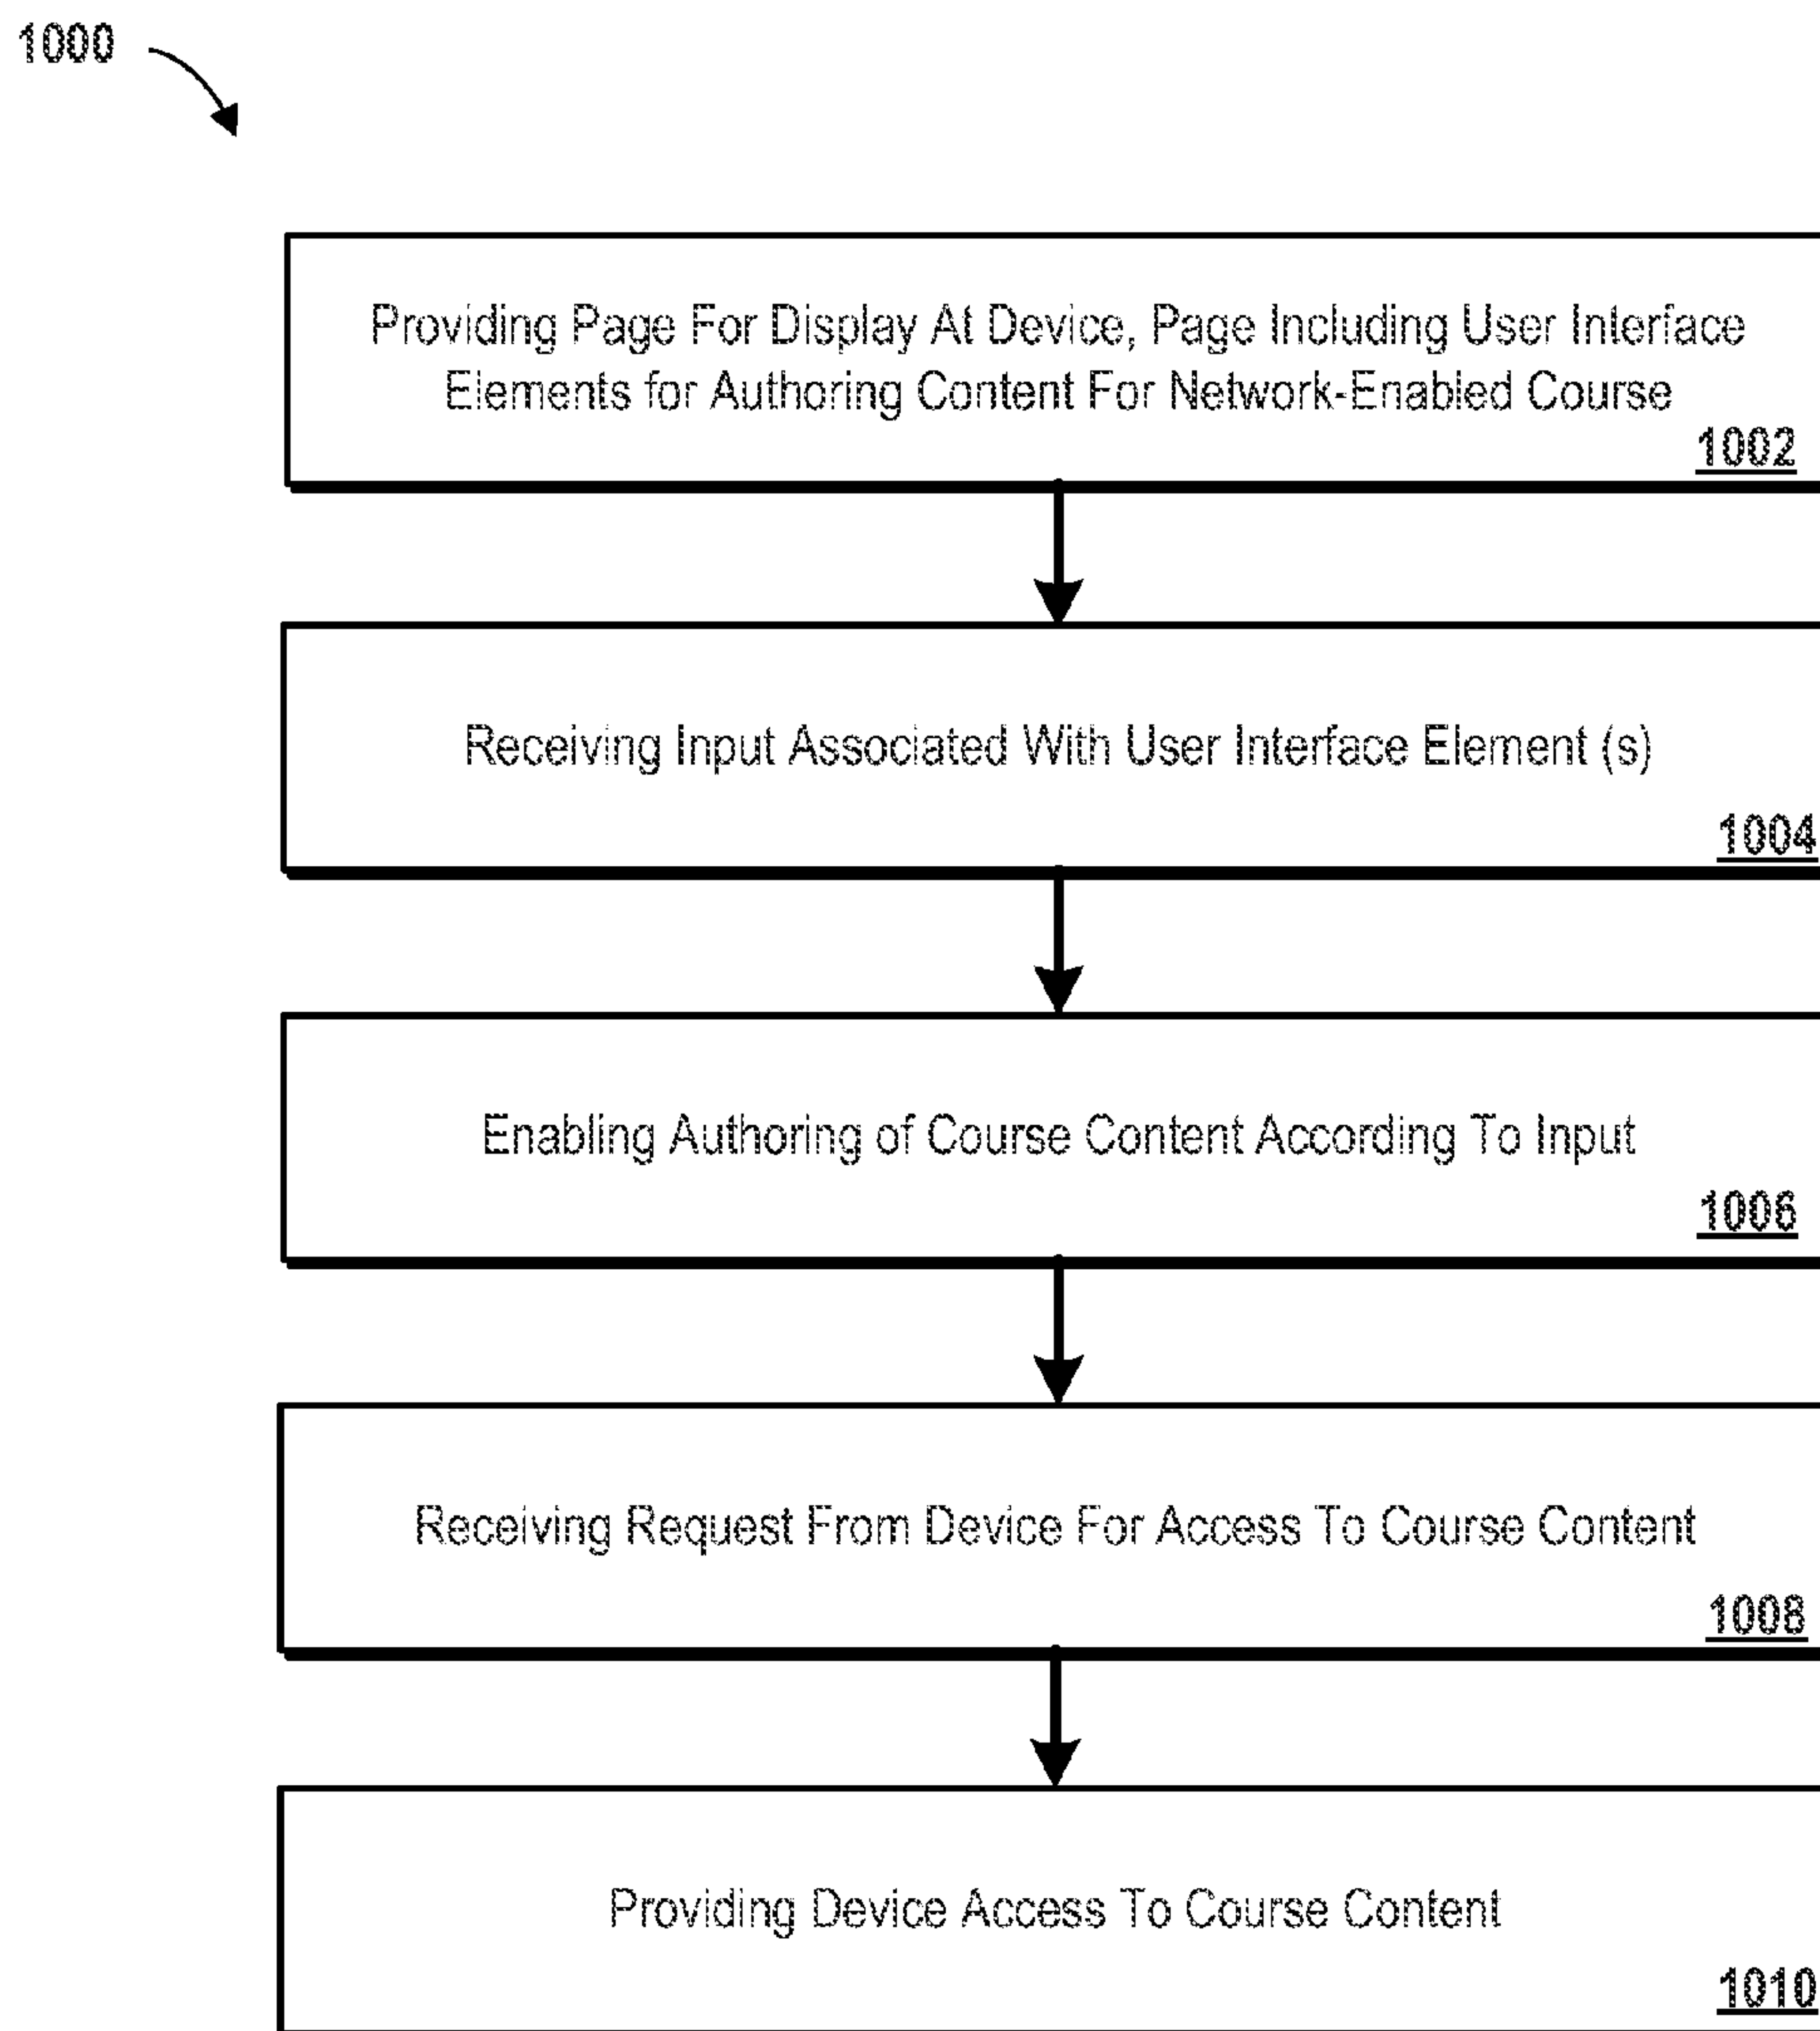 1000
Providing Page For Display At Device, Page Including User Interface
Elements for Authoring Content For Network-Enabled Course
1002
Receiving Input Associated With User Interface Element (s)
1004
Enabling Authoring of Course Content According To Input
1006
Receiving Request From Device For Access To Course Content
1008
Providing Device Access To Course Content
1010